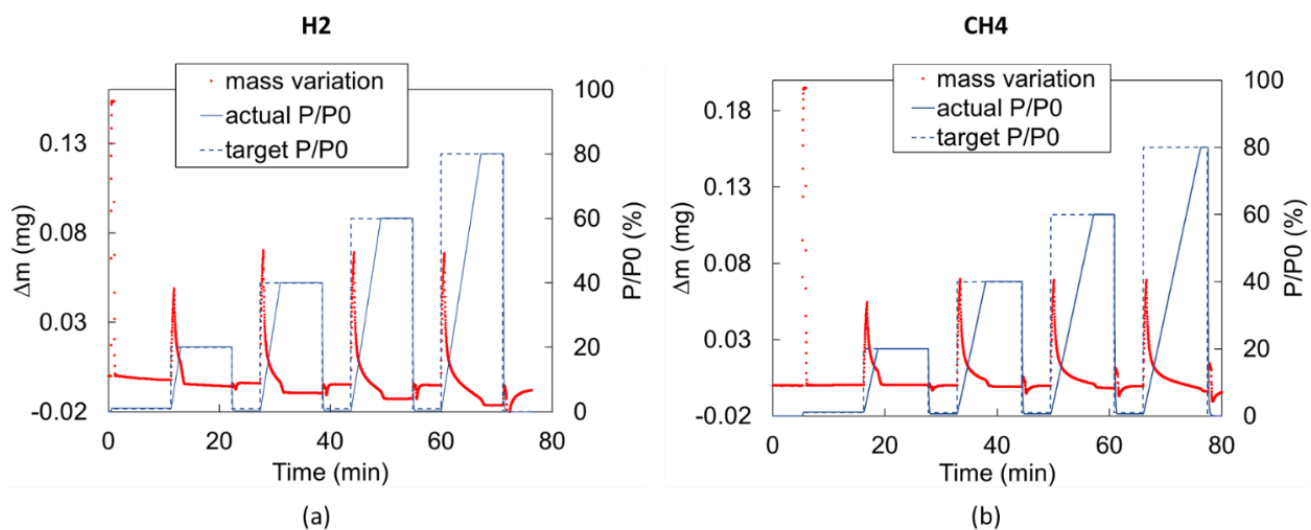 H2
CH4
mass variation
actual P/P0
target P/P0
100
80
60
40
20
0
0.13
0.08
0.03
-0.02
Δm (mg)
P/P0 (%)
0 20 40 60 80
Time (min)
(a)
mass variation
actual P/P0
target P/P0
100
80
60
40
20
0
0.18
0.13
0.08
0.03
-0.02
Δm (mg)
P/P0 (%)
0 20 40 60 80
Time (min)
(b)